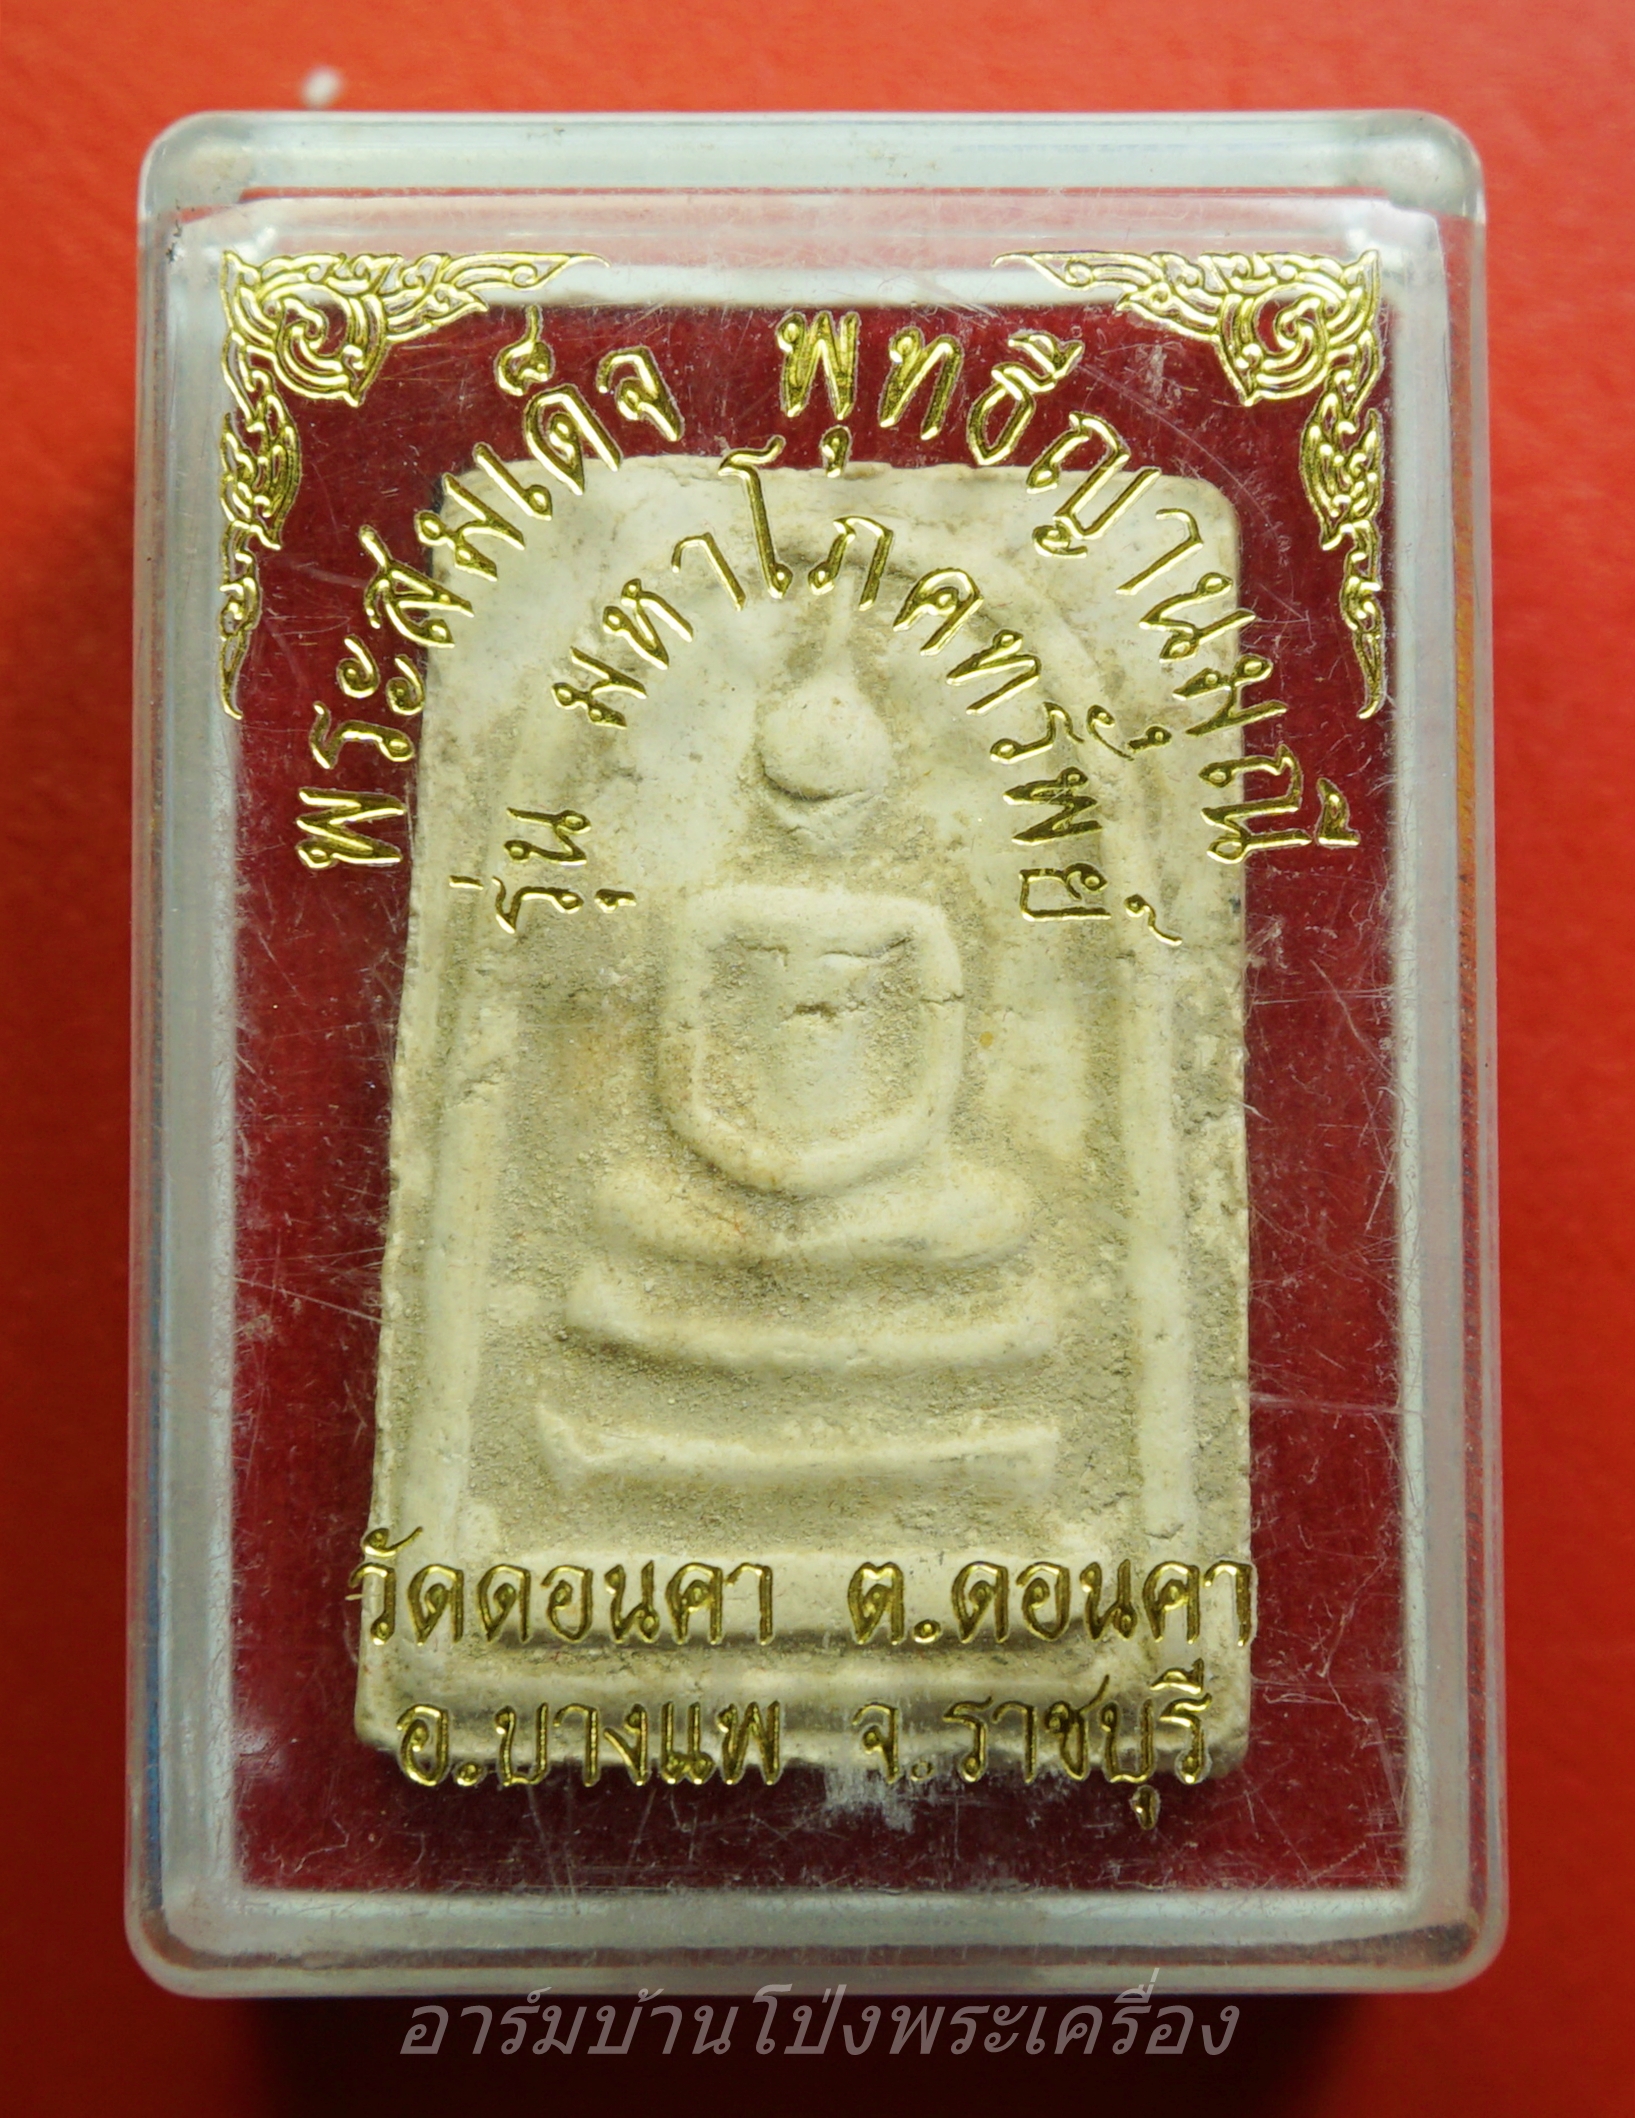 พระสมเด็จ พุทธิญานมุณี
รุ่น มหาโภคทรัพย์
วัดดอนคา ต.ดอนคา
อ.บางแพ จ.ราชบุรี
อาร์มบ้านโป่งพระเครื่อง